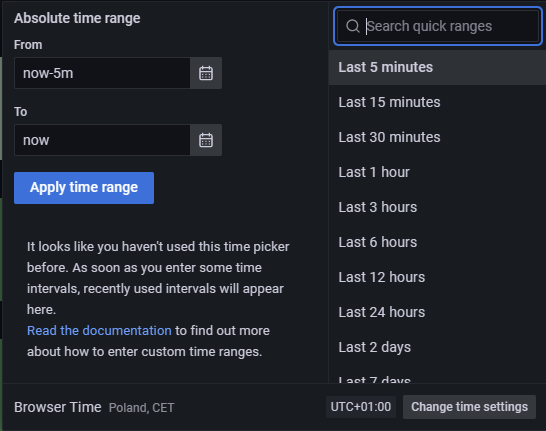 Absolute time range
From
now-5m
To
now
Apply time range
It looks like you haven't used this time picker
before. As soon as you enter some time
intervals, recently used intervals will appear
here.
Read the documentation to find out more
about how to enter custom time ranges.
Search quick ranges
Last 5 minutes
Last 15 minutes
Last 30 minutes
Last 1 hour
Last 3 hours
Last 6 hours
Last 12 hours
Last 24 hours
Last 2 days
Last 7 days
Browser Time Poland, CET
UTC+01:00
Change time settings